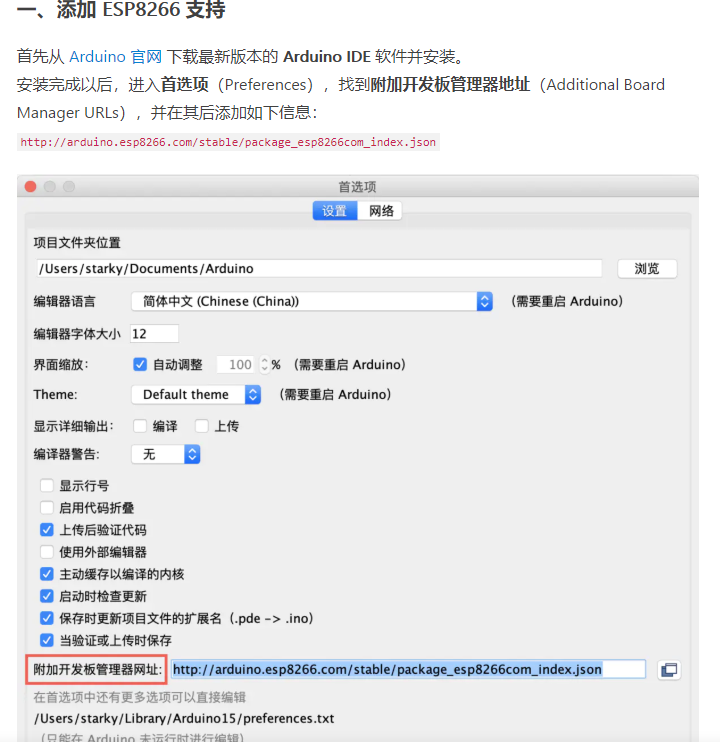 一、添加 ESP8266 支持
首先从 Arduino 官网 下载最新版本的 Arduino IDE 软件并安装。
安装完成以后，进入首选项（Preferences），找到附加开发板管理器地址（Additional Board
Manager URLs），并在其后添加如下信息：
http://arduino.esp8266.com/stable/package_esp8266com_index.json
首选项
设置 网络
项目文件夹位置
/Users/starky/Documents/Arduino 浏览
编辑器语言 简体中文 (Chinese (China)) (需要重启 Arduino)
编辑器字体大小 12
界面缩放： 自动调整 100 % (需要重启 Arduino)
Theme: Default theme (需要重启 Arduino)
显示详细输出： 编译 上传
编译器警告: 无
显示行号
启用代码折叠
上传后验证代码
使用外部编辑器
主动缓存以编译的内核
启动时检查更新
保存时更新项目文件的扩展名（.pde -> .ino）
当验证或上传时保存
附加开发板管理器网址: http://arduino.esp8266.com/stable/package_esp8266com_index.json
在首选项中还有更多选项可以直接编辑
/Users/starky/Library/Arduino15/preferences.txt
（只能在 Arduino 未运行时进行编辑）